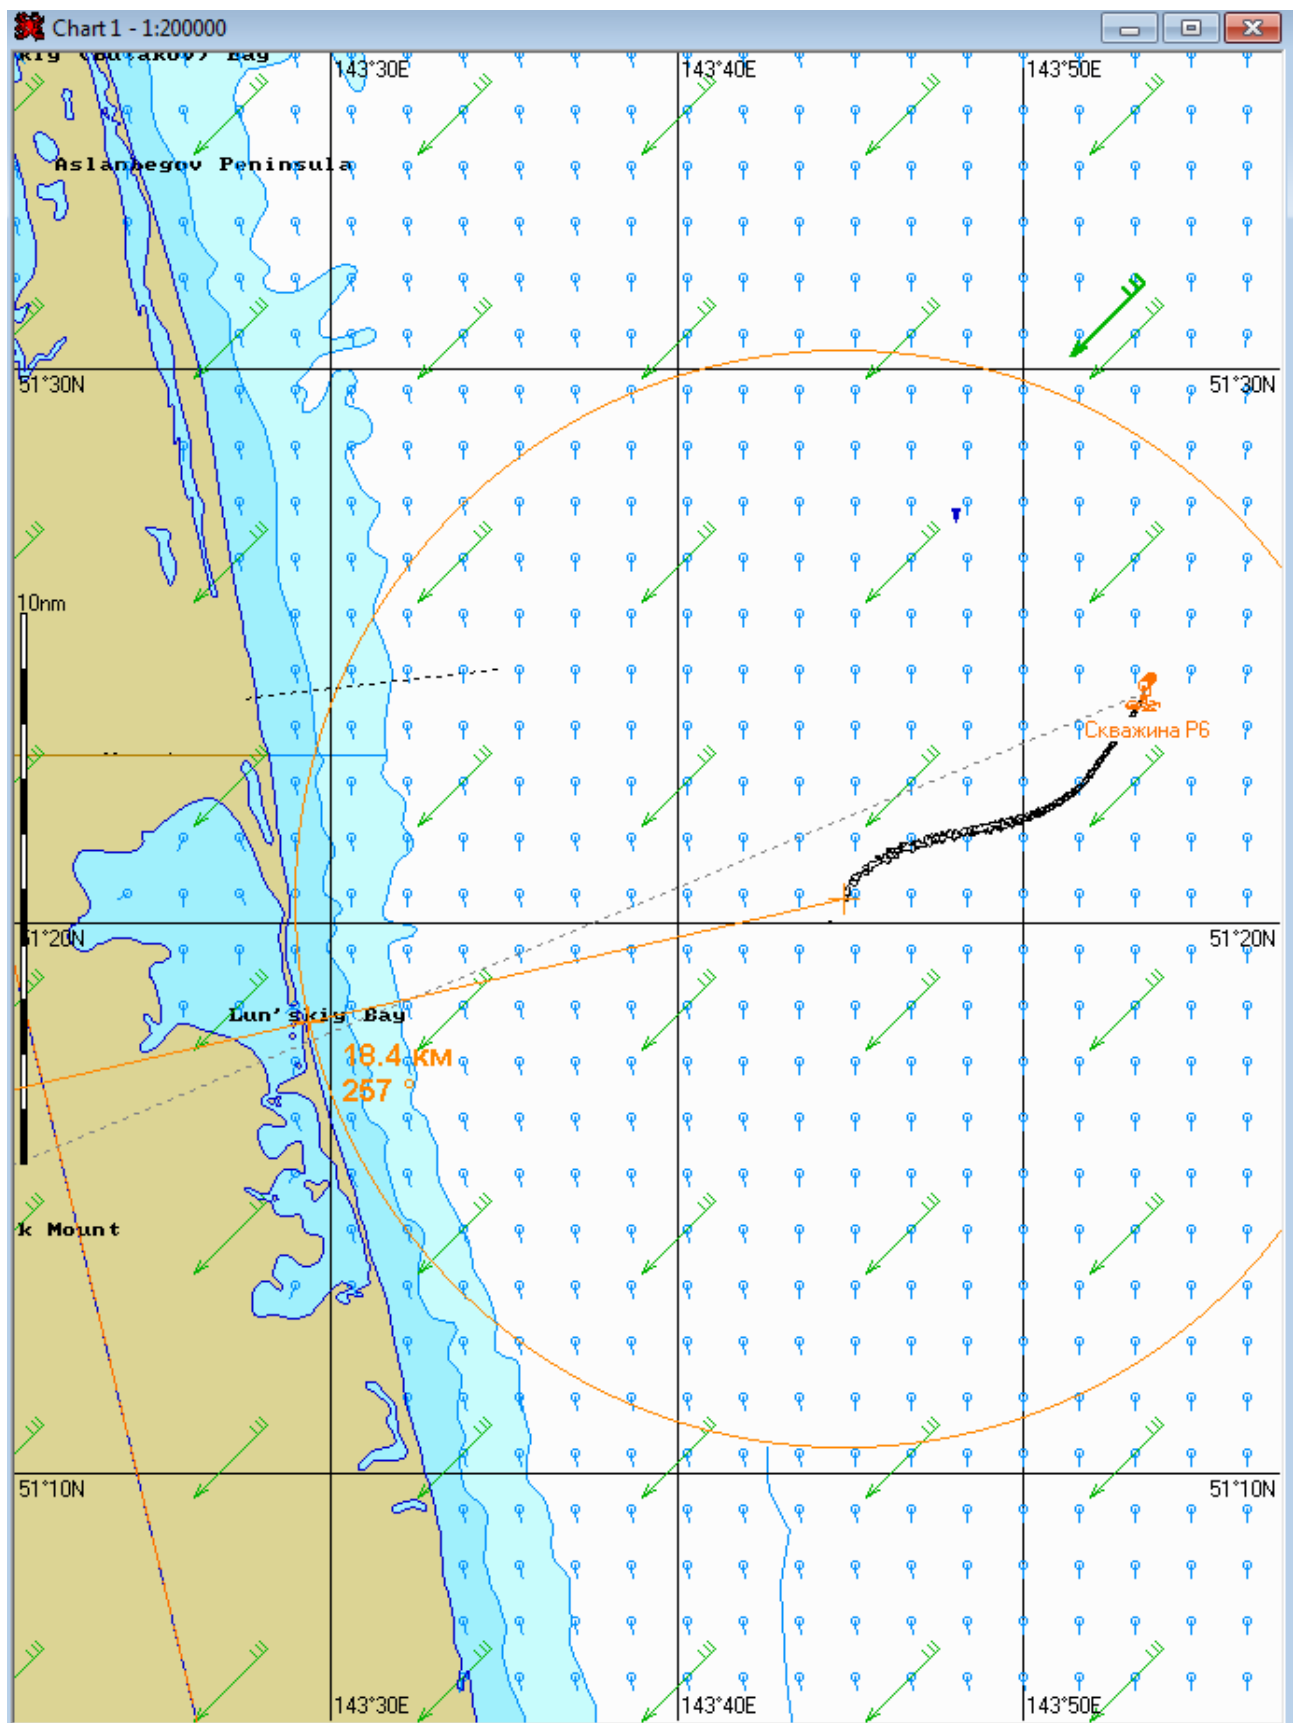 Chart 1 - 1:200000
143°30E
143°40E
143°50E
Aslanbegov Peninsula
51°30N
51°30N
10nm
Скважина Р6
51°20N
51°20N
Lun'skiy Bay
18.4 км
257 °
k Mount
51°10N
51°10N
143°30E
143°40E
143°50E